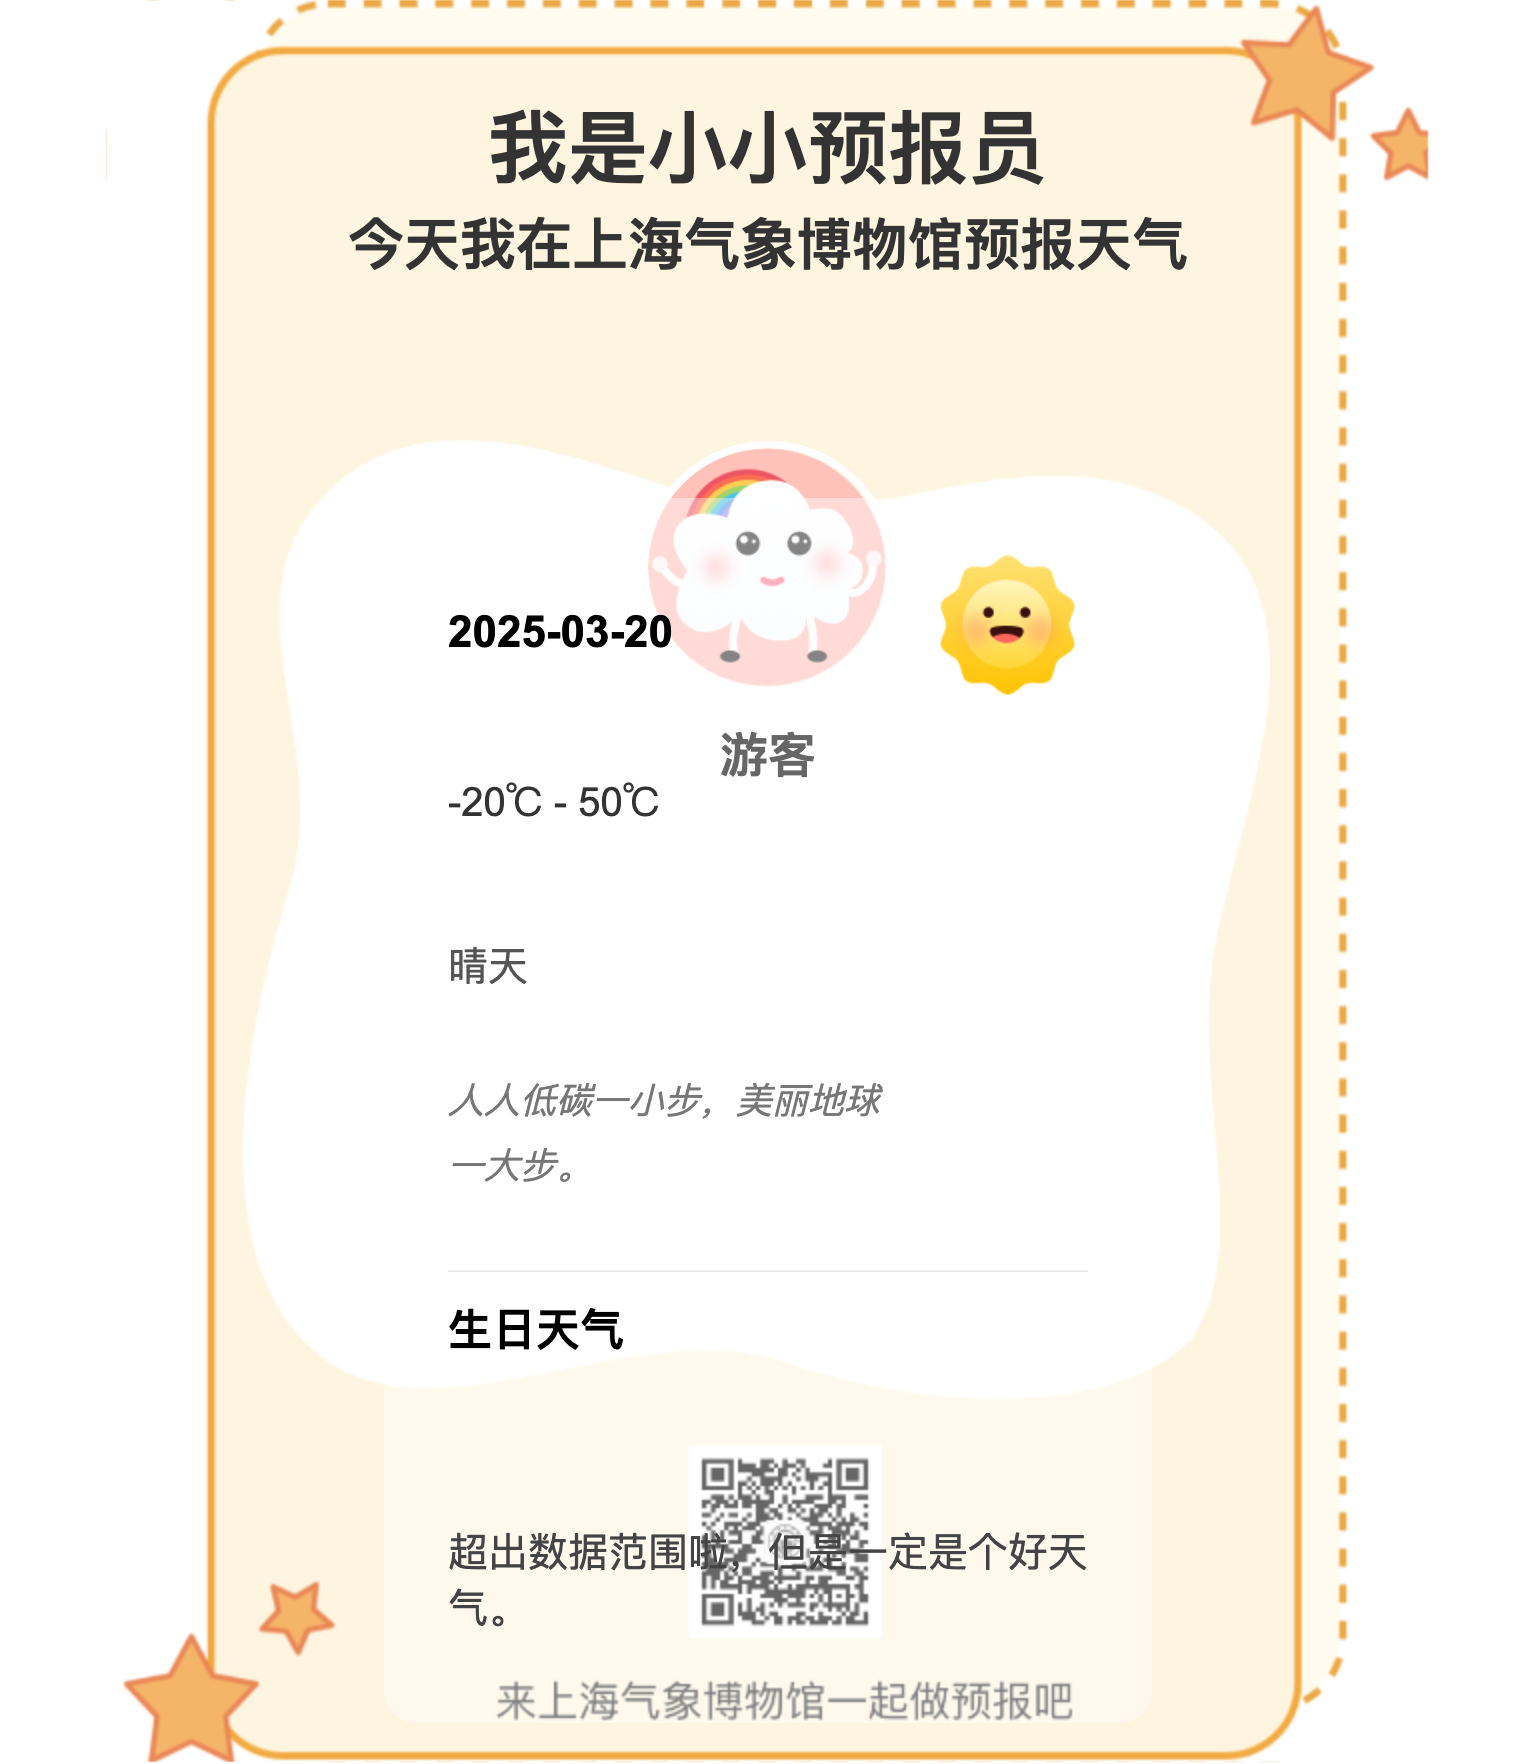 我是小小预报员
今天我在上海气象博物馆预报天气
2025-03-20
游客
-20℃ - 50℃
晴天
人人低碳一小步，美丽地球
一大步。
生日天气
超出数据范围啦，但是一定是个好天
气。
来上海气象博物馆一起做预报吧